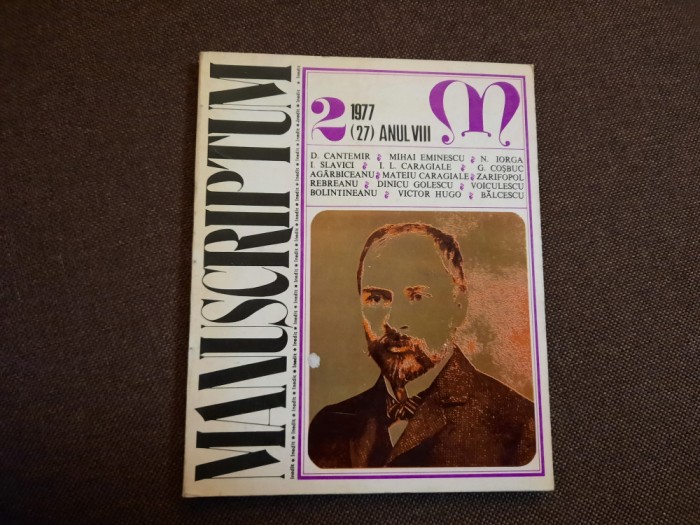 MANUSCRIPTUM
2 1977
(27) ANUL VIII
M
D. CANTEMIR MIHAI EMINESCU N. IORGA
I. SLAVICI I. L. CARAGIALE G. COȘBUC
AGÂRBICEANU MATEIU CARAGIALE ZARIFOPOL
REBREANU DINICU GOLESCU VOICULESCU
BOLINTINEANU VICTOR HUGO BĂLCESCU